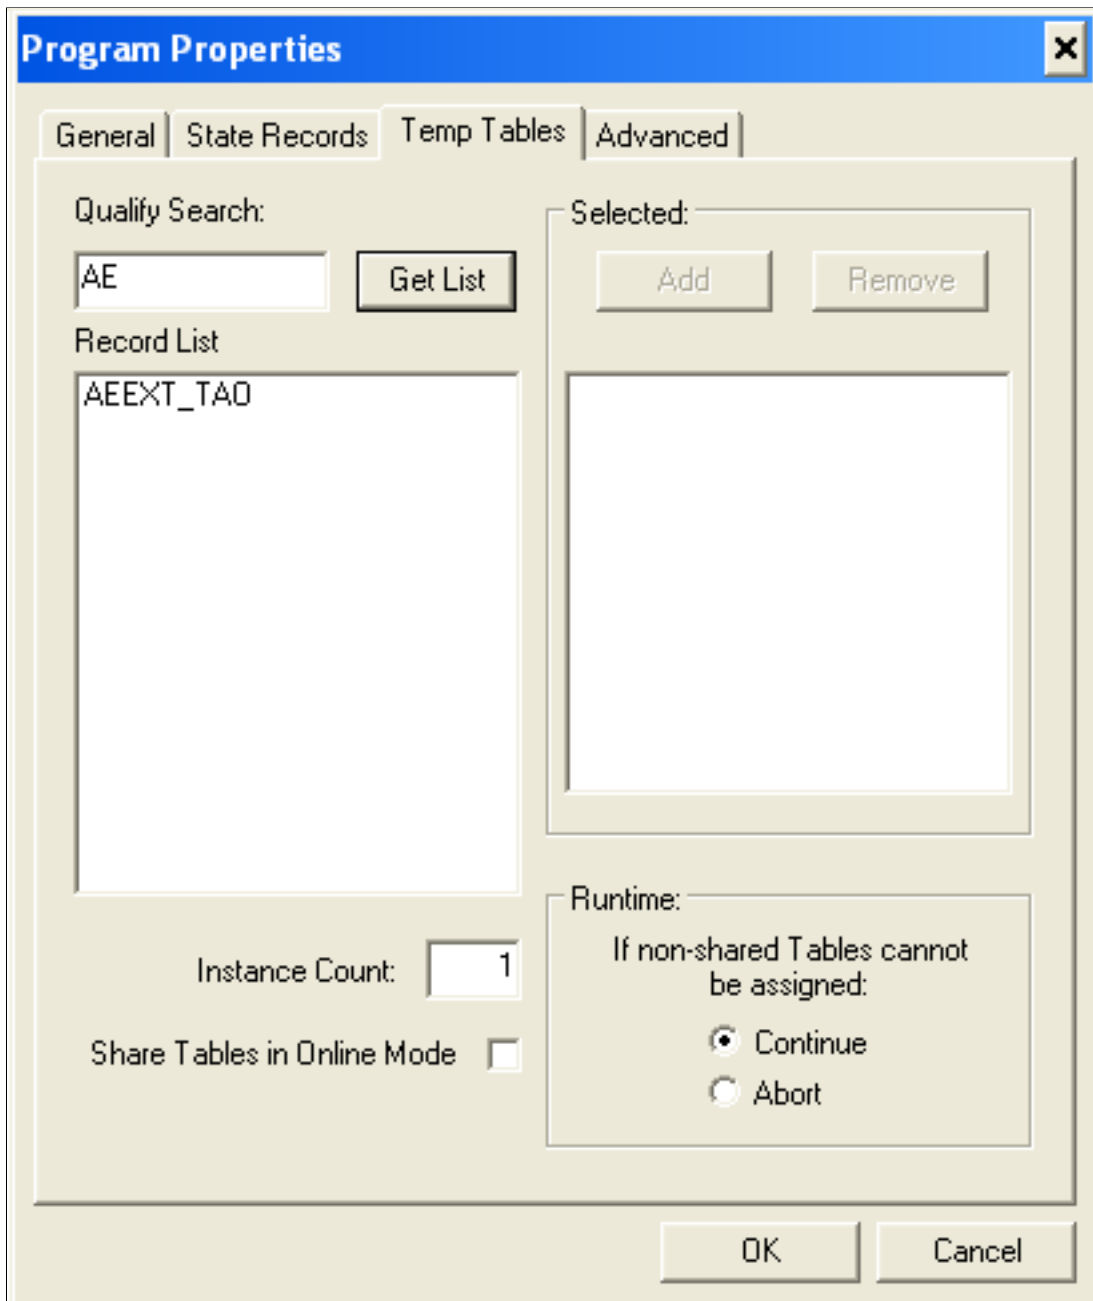 Program Properties
General
State Records
Temp Tables
Advanced
Qualify Search:
AE
Get List
Record List
AEEXT_TAO
Instance Count:
1
Share Tables in Online Mode
Selected:
Add
Remove
Runtime:
If non-shared Tables cannot
be assigned:
Continue
Abort
OK
Cancel